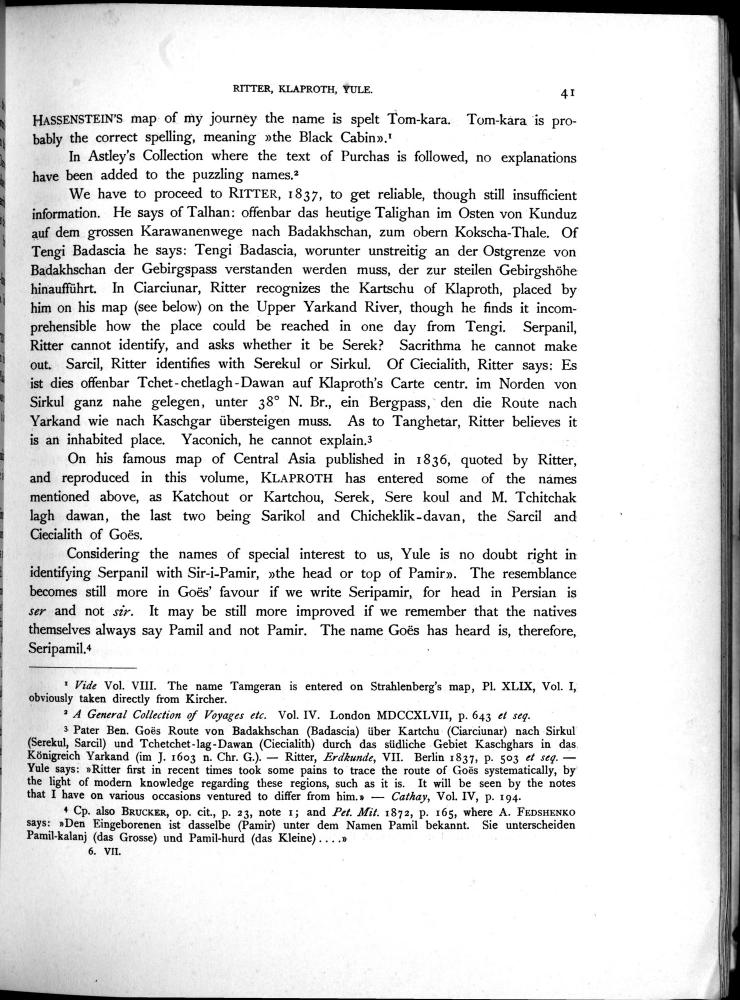 RITTER, KLAPROTH, YULE.
41
HASSENSTEIN'S map of my journey the name is spelt Tom-kara. Tom-kara is pro-
bably the correct spelling, meaning »the Black Cabin».¹
In Astley's Collection where the text of Purchas is followed, no explanations
have been added to the puzzling names.²
We have to proceed to RITTER, 1837, to get reliable, though still insufficient
information. He says of Talhan: offenbar das heutige Talighan im Osten von Kunduz
auf dem grossen Karawanenwege nach Badakhschan, zum obern Kokscha-Thale. Of
Tengi Badascia he says: Tengi Badascia, worunter unstreitig an der Ostgrenze von
Badakhschan der Gebirgspass verstanden werden muss, der zur steilen Gebirgshöhe
hinaufführt. In Ciarciunar, Ritter recognizes the Kartschu of Klaproth, placed by
him on his map (see below) on the Upper Yarkand River, though he finds it incom-
prehensible how the place could be reached in one day from Tengi. Serpanil,
Ritter cannot identify, and asks whether it be Serek? Sacrithma he cannot make
out. Sarcil, Ritter identifies with Serekul or Sirkul. Of Ciecialith, Ritter says: Es
ist dies offenbar Tchet-chetlagh-Dawan auf Klaproth's Carte centr. im Norden von
Sirkul ganz nahe gelegen, unter 38° N. Br., ein Bergpass, den die Route nach
Yarkand wie nach Kaschgar übersteigen muss. As to Tanghetar, Ritter believes it
is an inhabited place. Yaconich, he cannot explain.³
On his famous map of Central Asia published in 1836, quoted by Ritter,
and reproduced in this volume, KLAPROTH has entered some of the names
mentioned above, as Katchout or Kartchou, Serek, Sere koul and M. Tchitchak
lagh dawan, the last two being Sarikol and Chicheklik-davan, the Sarcil and
Ciecialith of Goës.
Considering the names of special interest to us, Yule is no doubt right in
identifying Serpanil with Sir-i-Pamir, »the head or top of Pamir». The resemblance
becomes still more in Goës' favour if we write Seripamir, for head in Persian is
ser and not sir. It may be still more improved if we remember that the natives
themselves always say Pamil and not Pamir. The name Goës has heard is, therefore,
Seripamil.⁴
¹ Vide Vol. VIII. The name Tamgeran is entered on Strahlenberg's map, Pl. XLIX, Vol. I,
obviously taken directly from Kircher.
² A General Collection of Voyages etc. Vol. IV. London MDCCXLVII, p. 643 et seq.
³ Pater Ben. Goës Route von Badakhschan (Badascia) über Kartchu (Ciarciunar) nach Sirkul
(Serekul, Sarcil) und Tchetchet-lag-Dawan (Ciecialith) durch das südliche Gebiet Kaschghars in das
Königreich Yarkand (im J. 1603 n. Chr. G.). — Ritter, Erdkunde, VII. Berlin 1837, p. 503 et seq. —
Yule says: »Ritter first in recent times took some pains to trace the route of Goës systematically, by
the light of modern knowledge regarding these regions, such as it is. It will be seen by the notes
that I have on various occasions ventured to differ from him.» — Cathay, Vol. IV, p. 194.
⁴ Cp. also BRUCKER, op. cit., p. 23, note 1; and Pet. Mit. 1872, p. 165, where A. FEDSHENKO
says: »Den Eingeborenen ist dasselbe (Pamir) unter dem Namen Pamil bekannt. Sie unterscheiden
Pamil-kalanj (das Grosse) und Pamil-hurd (das Kleine) . . . .»
6. VII.